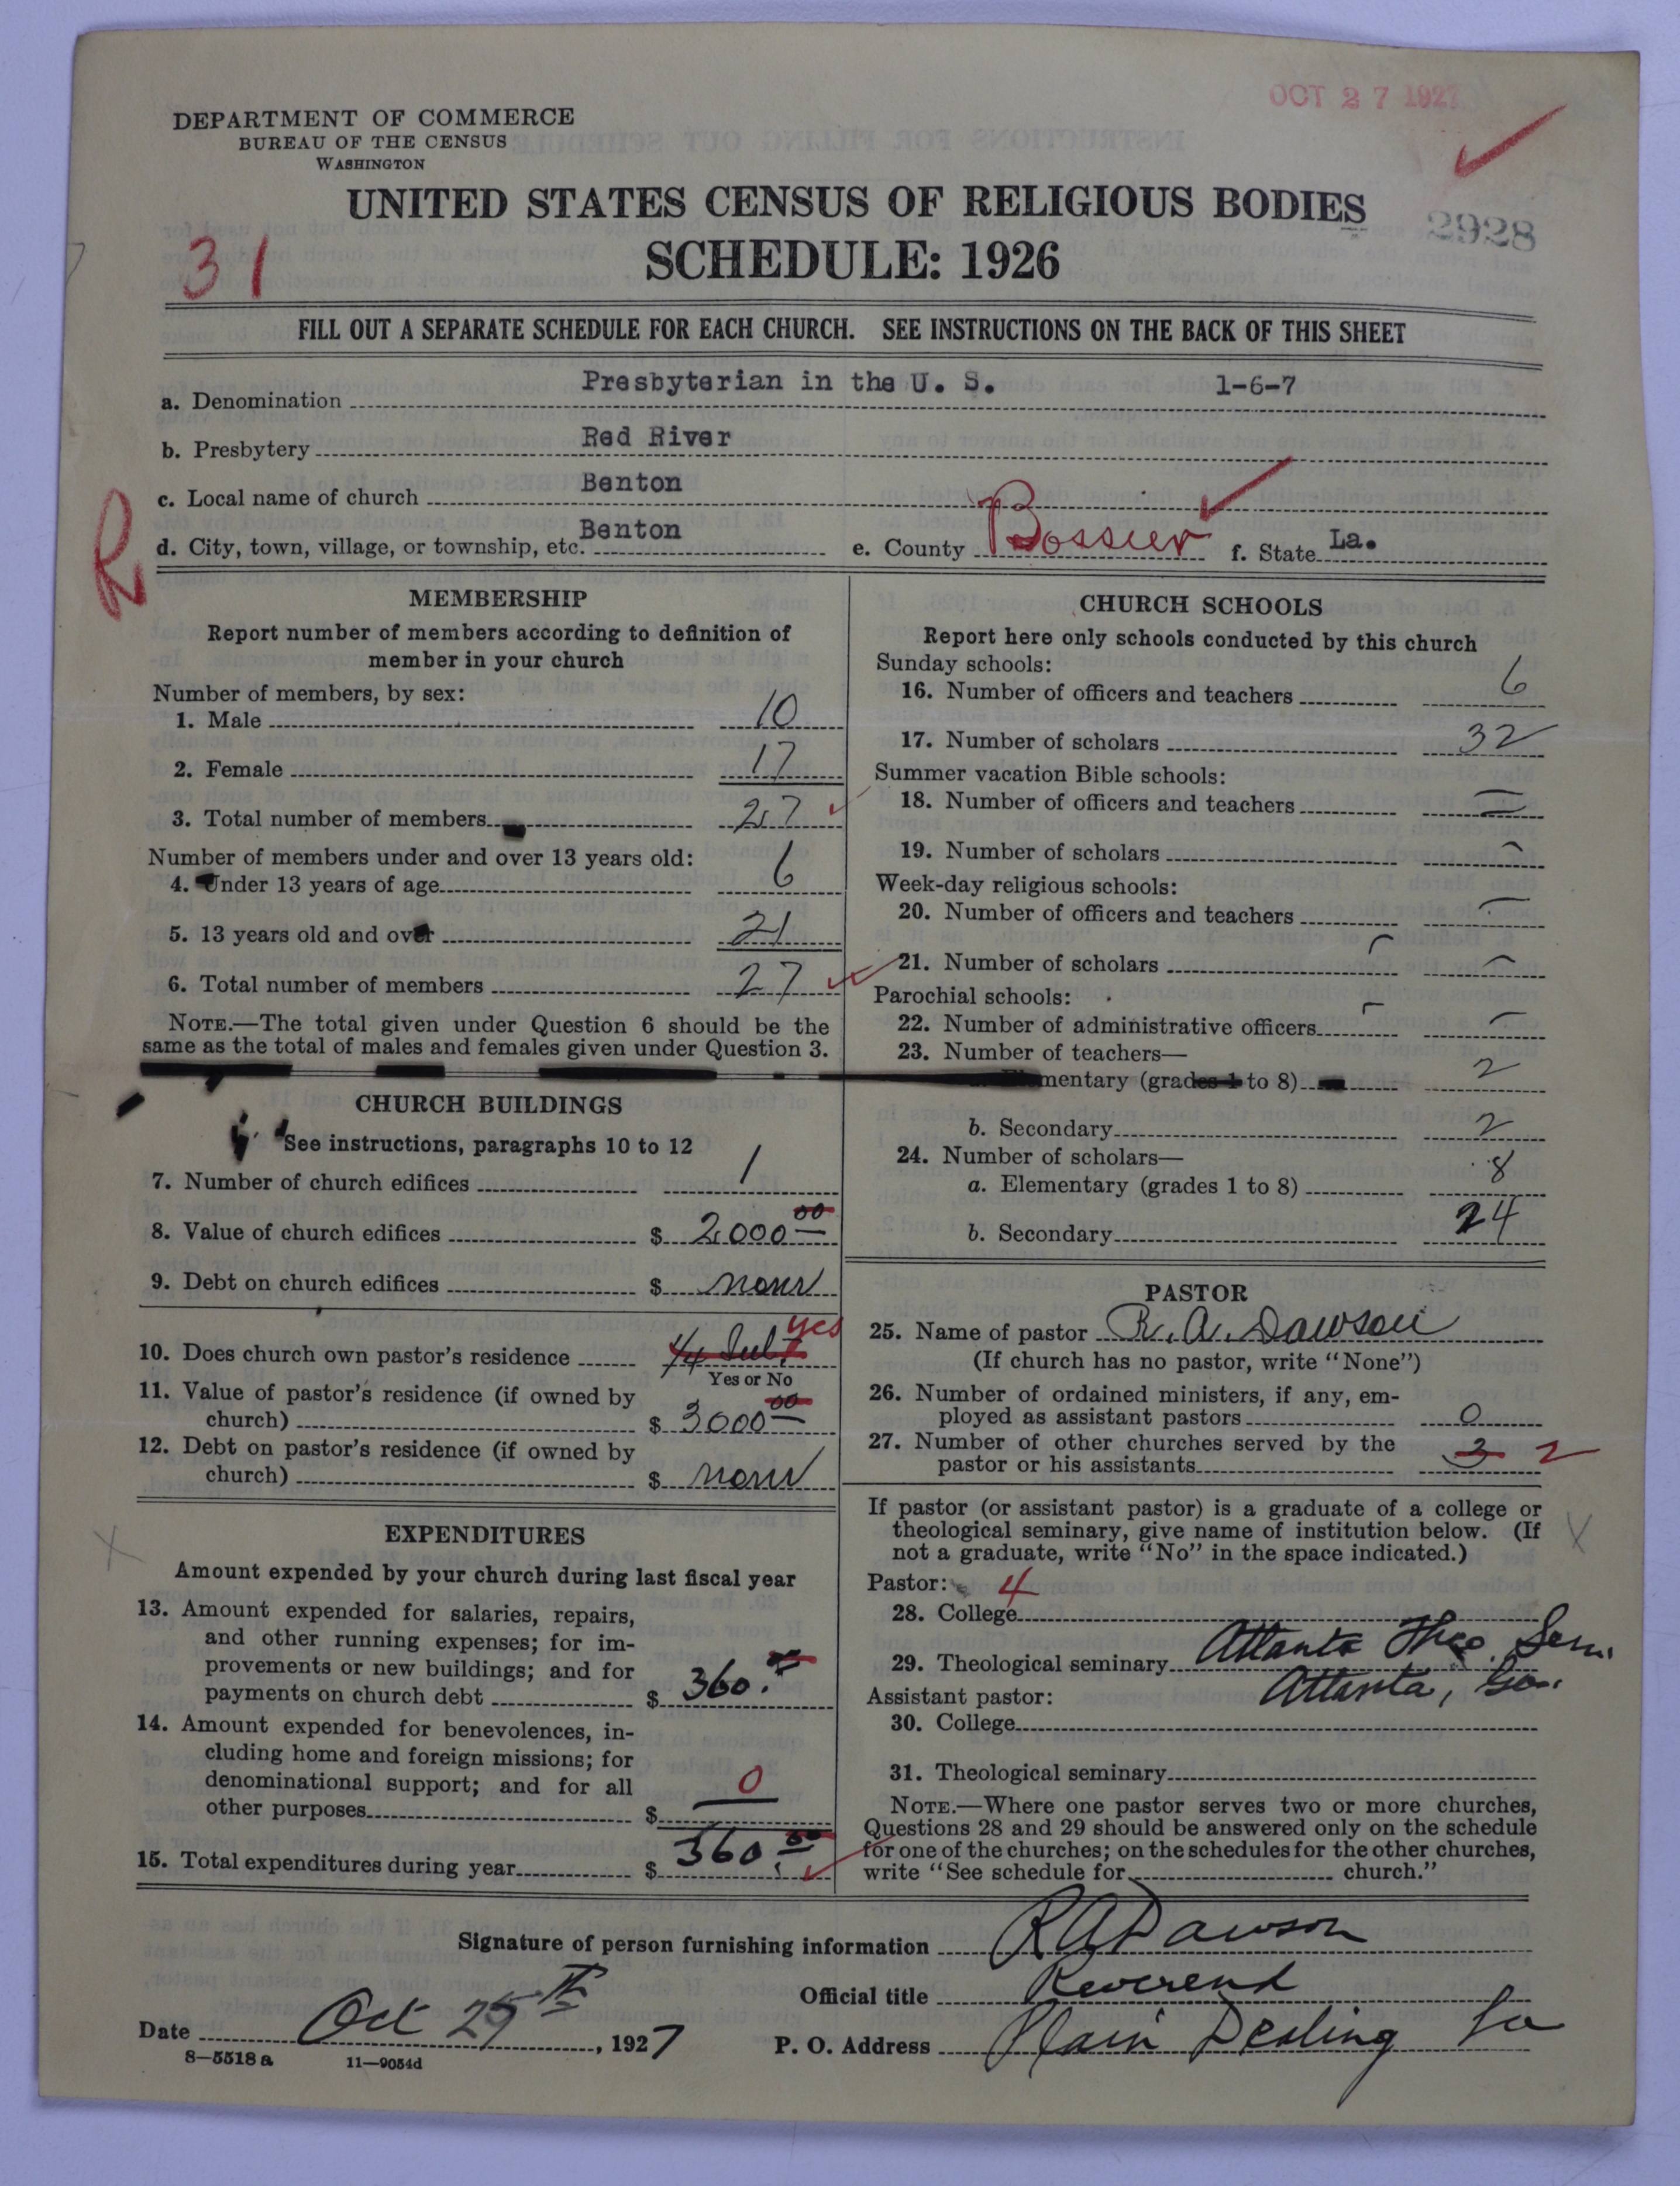 OCT 27 1927
DEPARTMENT OF COMMERCE
BUREAU OF THE CENSUS
WASHINGTON
UNITED STATES CENSUS OF RELIGIOUS BODIES
2928
31
SCHEDULE: 1926
FILL OUT A SEPARATE SCHEDULE FOR EACH CHURCH. SEE INSTRUCTIONS ON THE BACK OF THIS SHEET
a. Denomination Presbyterian in the U. S. 1-6-7
b. Presbytery Red River
c. Local name of church Benton
R
d. City, town, village, or township, etc. Benton e. County Bossier f. State La.
MEMBERSHIP
Report number of members according to definition of
member in your church
Number of members, by sex:
1. Male 10
2. Female 17
3. Total number of members 27
Number of members under and over 13 years old:
4. Under 13 years of age 6
5. 13 years old and over 21
6. Total number of members 27
NOTE.—The total given under Question 6 should be the
same as the total of males and females given under Question 3.
CHURCH BUILDINGS
See instructions, paragraphs 10 to 12
7. Number of church edifices 1
8. Value of church edifices $ 2,000 00
9. Debt on church edifices $ none
10. Does church own pastor's residence 1/4 yes
Yes or No
11. Value of pastor's residence (if owned by
church) $ 3000 00
12. Debt on pastor's residence (if owned by
church) $ none
EXPENDITURES
Amount expended by your church during last fiscal year
13. Amount expended for salaries, repairs,
and other running expenses; for im-
provements or new buildings; and for
payments on church debt $ 360.00
14. Amount expended for benevolences, in-
cluding home and foreign missions; for
denominational support; and for all
other purposes $ 0
15. Total expenditures during year $ 360 00
CHURCH SCHOOLS
Report here only schools conducted by this church
Sunday schools:
16. Number of officers and teachers 6
17. Number of scholars 32
Summer vacation Bible schools:
18. Number of officers and teachers
19. Number of scholars
Week-day religious schools:
20. Number of officers and teachers
21. Number of scholars
Parochial schools:
22. Number of administrative officers
23. Number of teachers—
a. Elementary (grades 1 to 8) 2
b. Secondary 2
24. Number of scholars—
a. Elementary (grades 1 to 8) 8
b. Secondary 24
PASTOR
25. Name of pastor R. A. Dawson
(If church has no pastor, write "None")
26. Number of ordained ministers, if any, em-
ployed as assistant pastors 0
27. Number of other churches served by the
pastor or his assistants 3 2
If pastor (or assistant pastor) is a graduate of a college or
theological seminary, give name of institution below. (If
not a graduate, write "No" in the space indicated.)
Pastor: 4
28. College
29. Theological seminary Atlanta Theo. Sem.
Atlanta, Ga.
Assistant pastor:
30. College
31. Theological seminary
NOTE.—Where one pastor serves two or more churches,
Questions 28 and 29 should be answered only on the schedule
for one of the churches; on the schedules for the other churches,
write "See schedule for church."
Signature of person furnishing information R A Dawson
Official title Reverend
Date Oct 25th, 1927 P. O. Address Plain Dealing La
8—5518 a 11—9054d